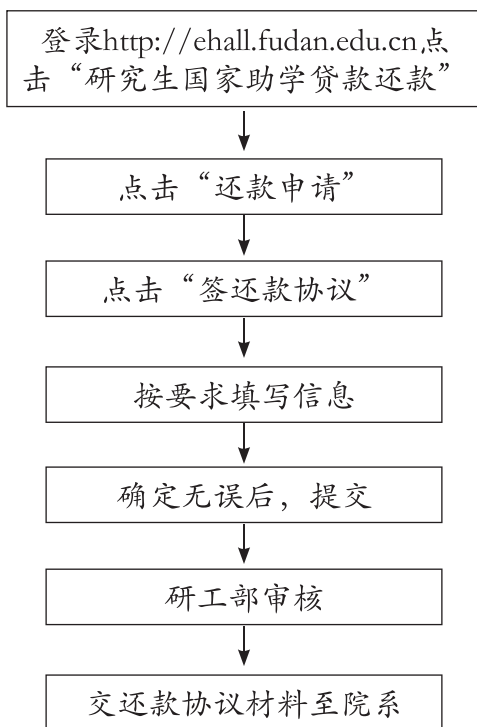 登录http://ehall.fudan.edu.cn点
击“研究生国家助学贷款还款”
点击“还款申请”
点击“签还款协议”
按要求填写信息
确定无误后，提交
研工部审核
交还款协议材料至院系